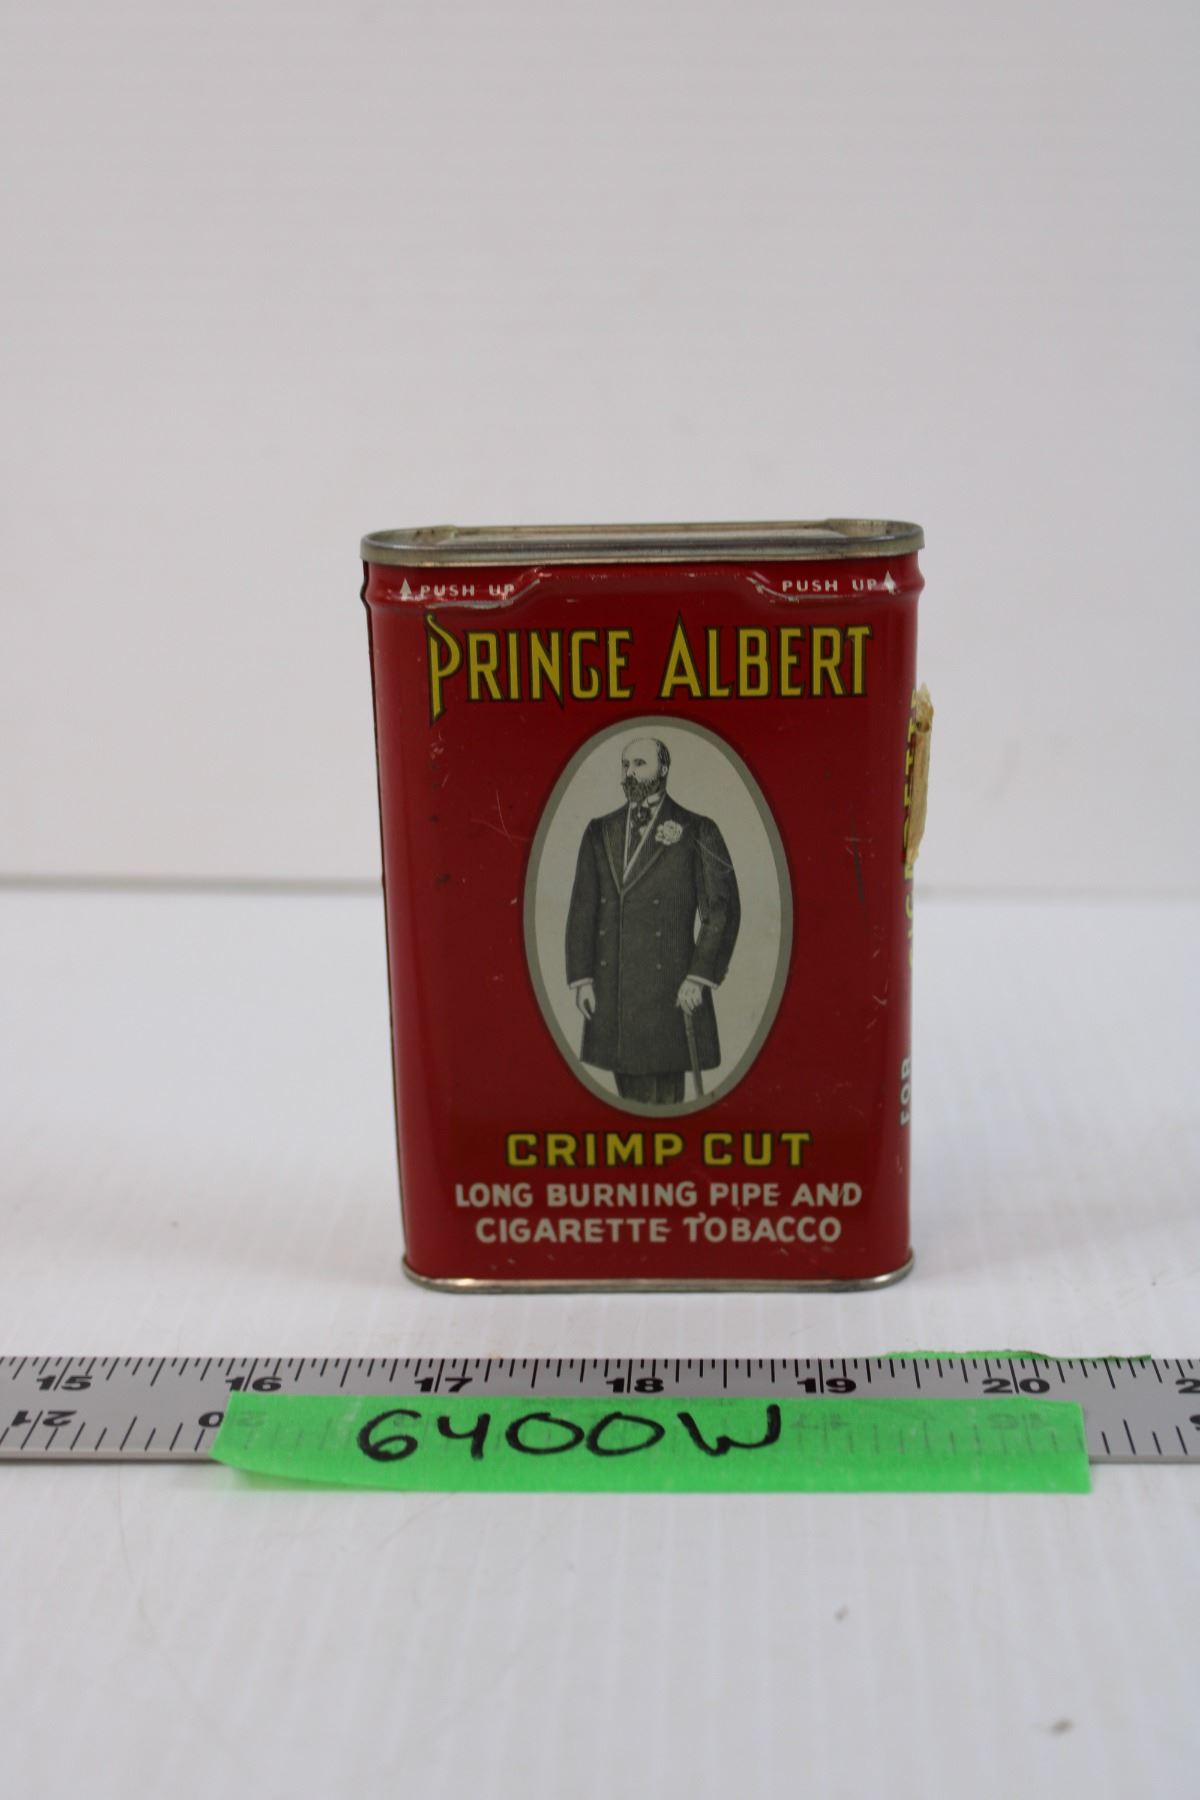 PUSH UP PUSH UP
PRINCE ALBERT
CRIMP CUT
LONG BURNING PIPE AND
CIGARETTE TOBACCO
FOR
15 16 17 18 19 20
21
6400W